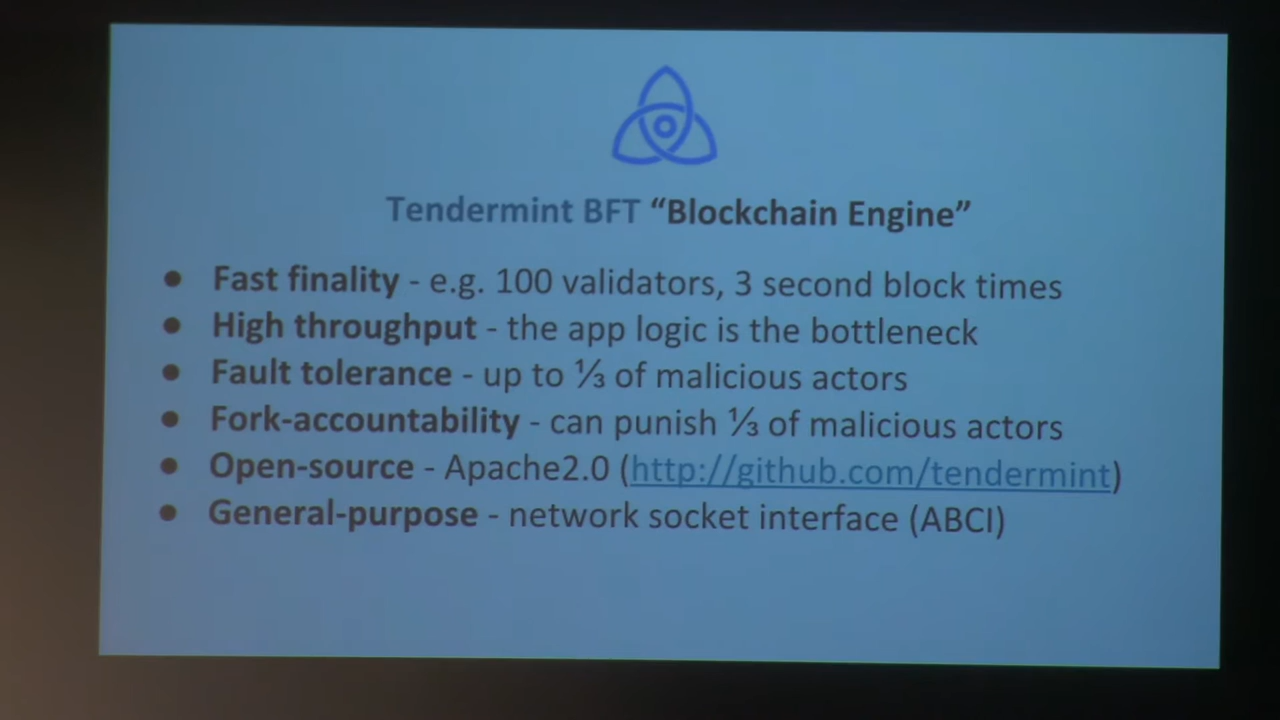 Tendermint BFT “Blockchain Engine”
● Fast finality - e.g. 100 validators, 3 second block times
● High throughput - the app logic is the bottleneck
● Fault tolerance - up to ⅓ of malicious actors
● Fork-accountability - can punish ⅓ of malicious actors
● Open-source - Apache2.0 (http://github.com/tendermint)
● General-purpose - network socket interface (ABCI)